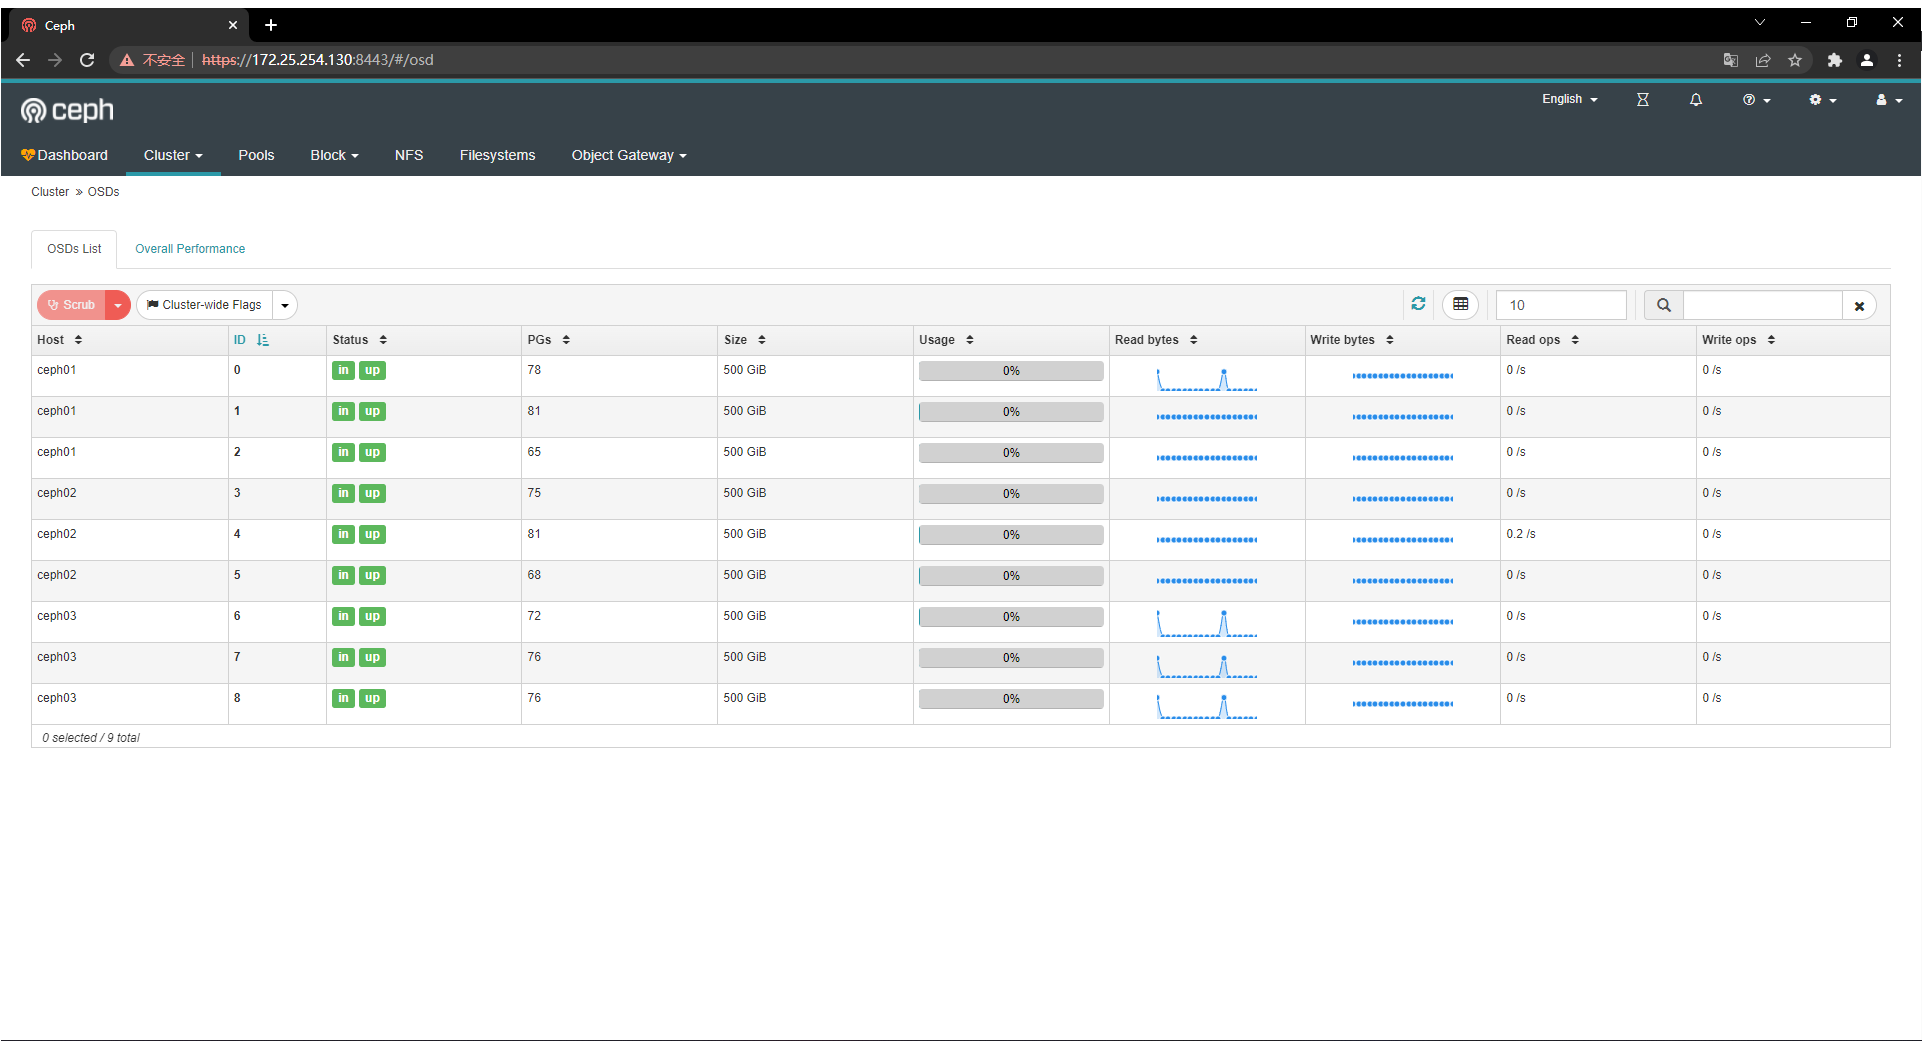 Ceph
不安全 https://172.25.254.130:8443/#/osd
ceph
English
Dashboard Cluster Pools Block NFS Filesystems Object Gateway
Cluster » OSDs
OSDs List Overall Performance
Scrub Cluster-wide Flags 10
Host ID Status PGs Size Usage Read bytes Write bytes Read ops Write ops
ceph01 0 in up 78 500 GiB 0% 0 /s 0 /s
ceph01 1 in up 81 500 GiB 0% 0 /s 0 /s
ceph01 2 in up 65 500 GiB 0% 0 /s 0 /s
ceph02 3 in up 75 500 GiB 0% 0 /s 0 /s
ceph02 4 in up 81 500 GiB 0% 0.2 /s 0 /s
ceph02 5 in up 68 500 GiB 0% 0 /s 0 /s
ceph03 6 in up 72 500 GiB 0% 0 /s 0 /s
ceph03 7 in up 76 500 GiB 0% 0 /s 0 /s
ceph03 8 in up 76 500 GiB 0% 0 /s 0 /s
0 selected / 9 total